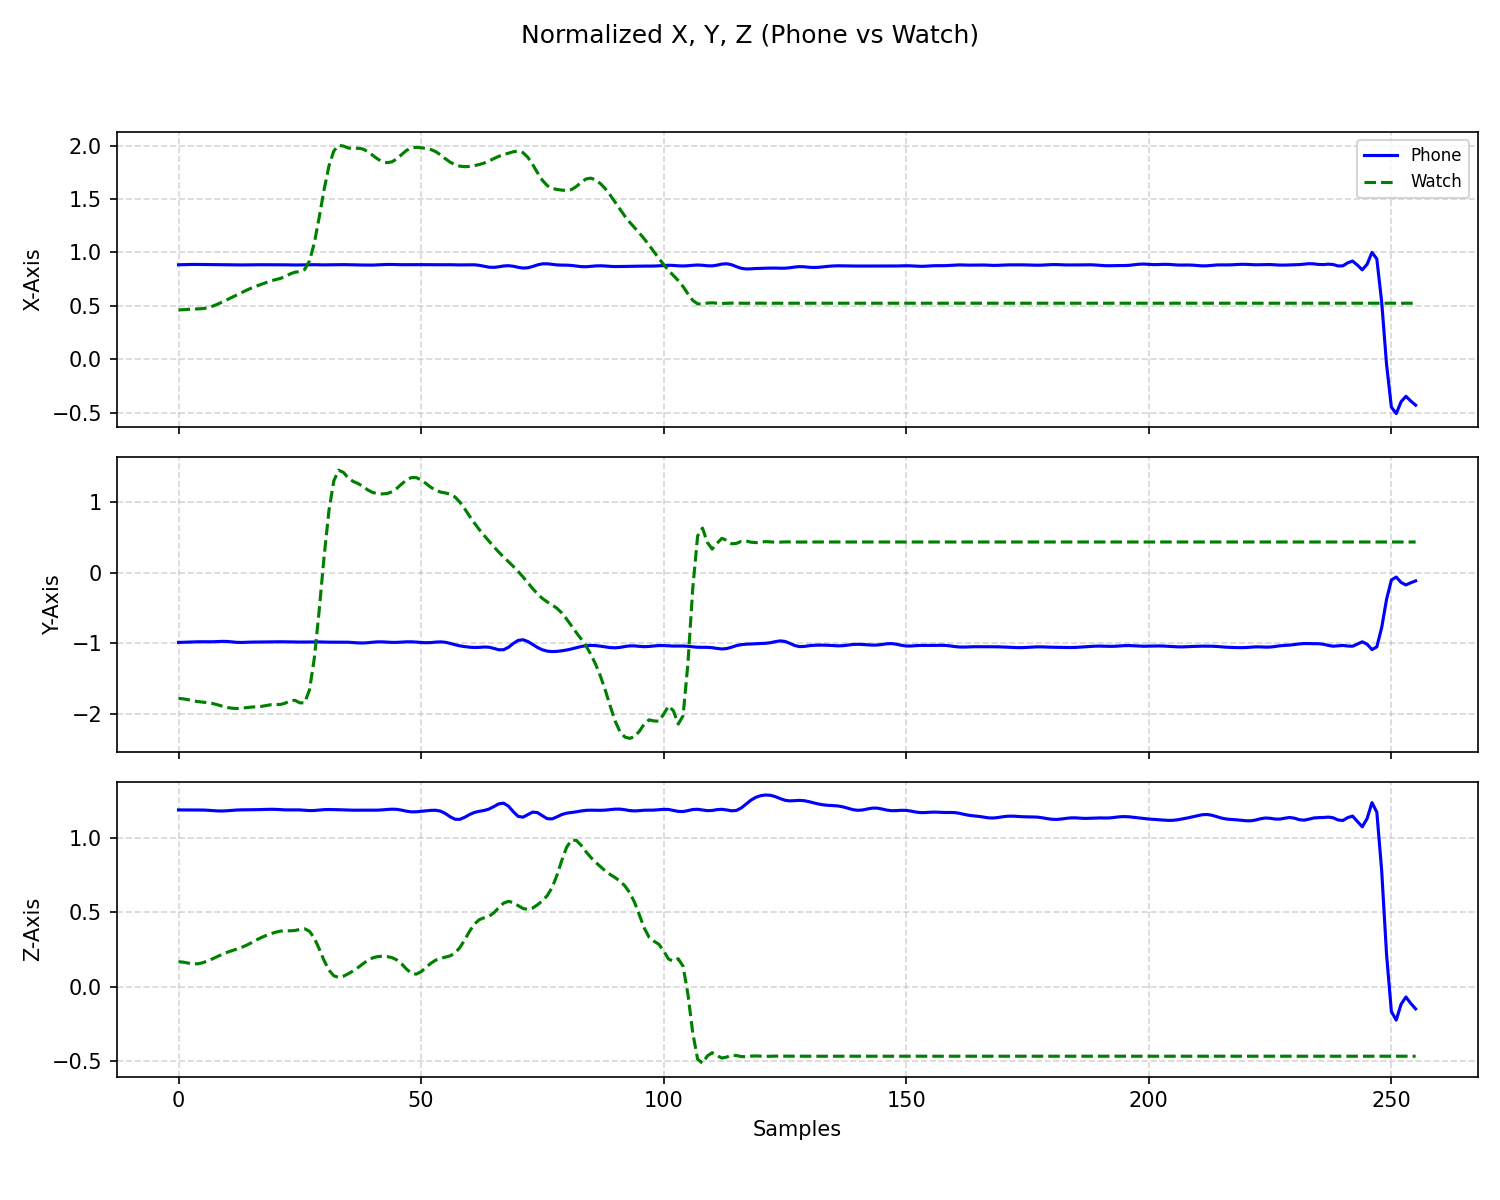 Normalized X, Y, Z (Phone vs Watch)
2.0
1.5
1.0
0.5
0.0
−0.5
X-Axis
Phone
Watch
1
0
−1
−2
Y-Axis
1.0
0.5
0.0
−0.5
Z-Axis
0 50 100 150 200 250
Samples